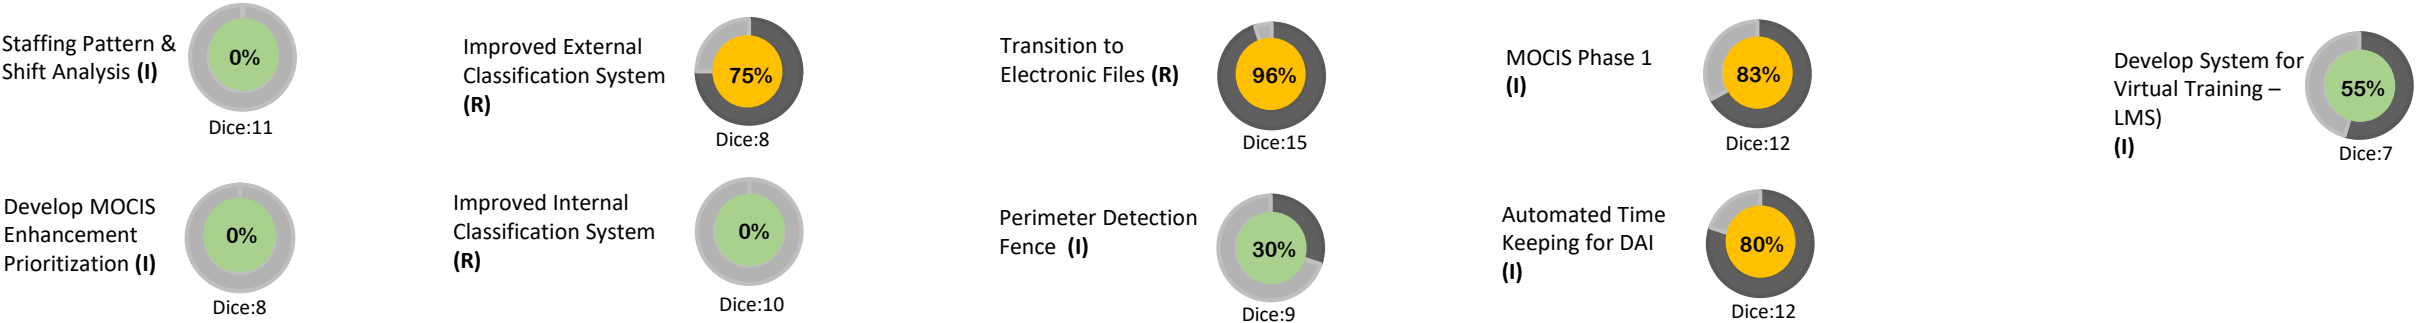 Staffing Pattern &
Shift Analysis (I)
0%
Dice:11
Improved External
Classification System
(R)
75%
Dice:8
Transition to
Electronic Files (R)
96%
Dice:15
MOCIS Phase 1
(I)
83%
Dice:12
Develop System for
Virtual Training –
LMS)
(I)
55%
Dice:7
Develop MOCIS
Enhancement
Prioritization (I)
0%
Dice:8
Improved Internal
Classification System
(R)
0%
Dice:10
Perimeter Detection
Fence (I)
30%
Dice:9
Automated Time
Keeping for DAI
(I)
80%
Dice:12